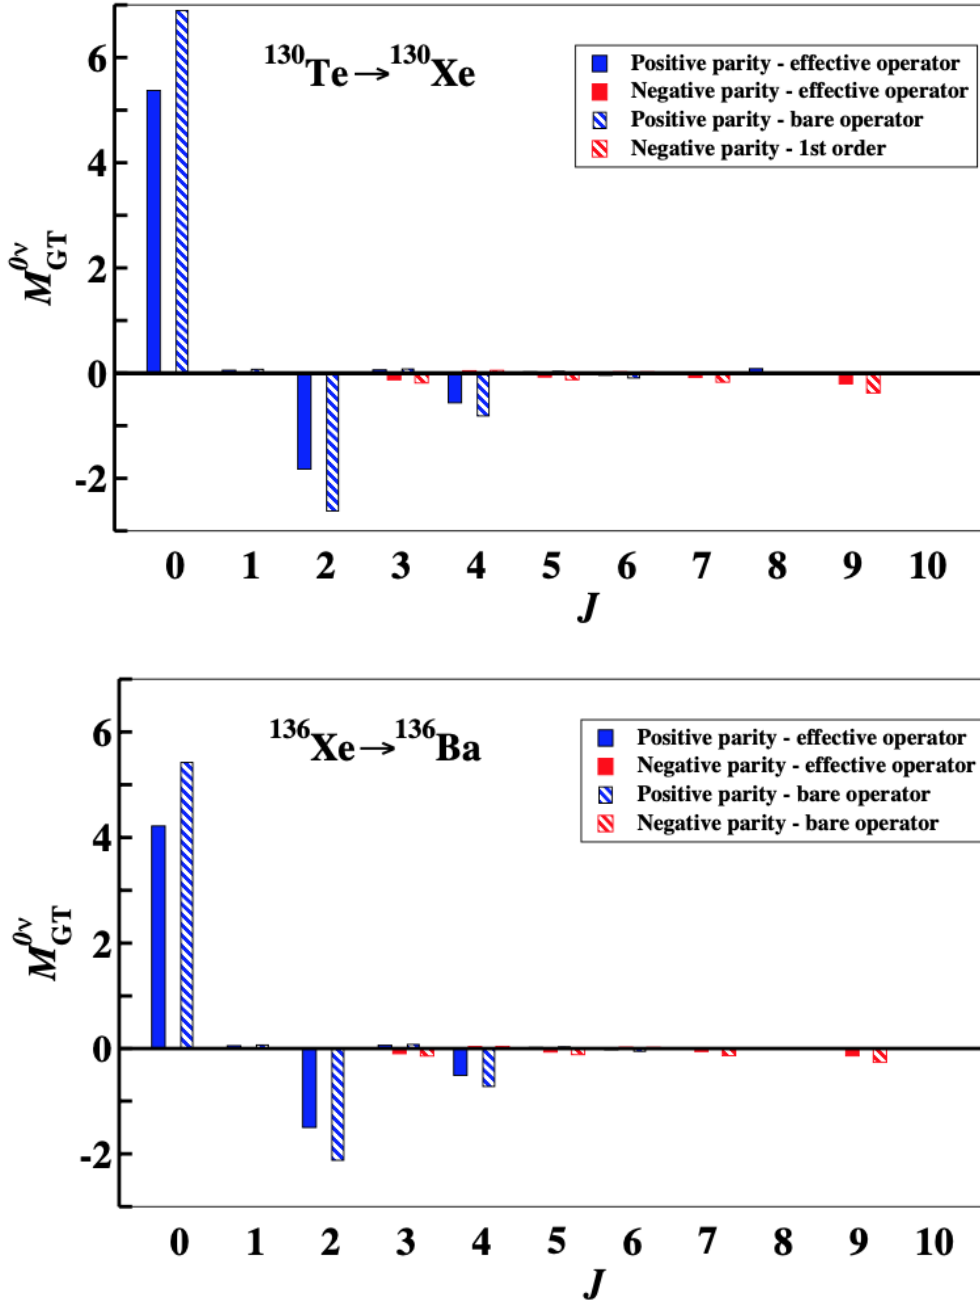 130Te→130Xe
Positive parity - effective operator
Negative parity - effective operator
Positive parity - bare operator
Negative parity - 1st order
6
4
2
0
-2
M0νGT
0 1 2 3 4 5 6 7 8 9 10
J
136Xe→136Ba
Positive parity - effective operator
Negative parity - effective operator
Positive parity - bare operator
Negative parity - bare operator
6
4
2
0
-2
M0νGT
0 1 2 3 4 5 6 7 8 9 10
J